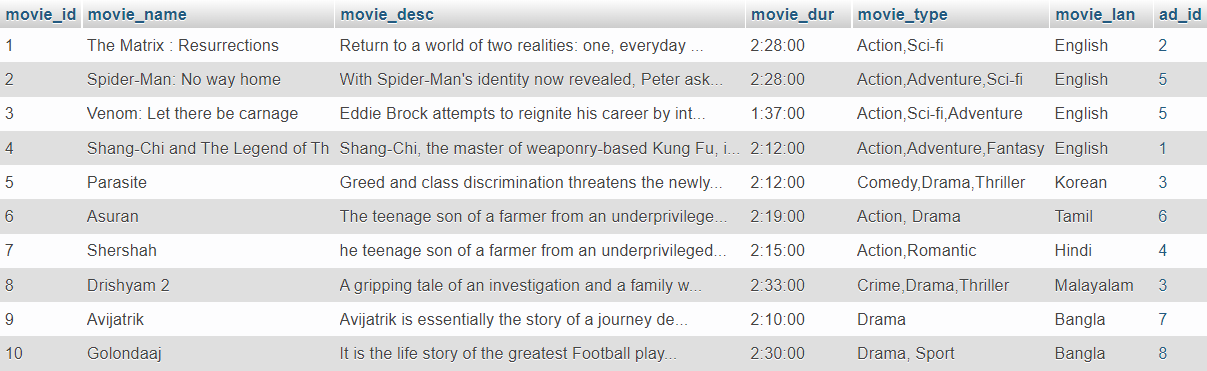 movie_id movie_name movie_desc movie_dur movie_type movie_lan ad_id
1 The Matrix : Resurrections Return to a world of two realities: one, everyday ... 2:28:00 Action,Sci-fi English 2
2 Spider-Man: No way home With Spider-Man's identity now revealed, Peter ask... 2:28:00 Action,Adventure,Sci-fi English 5
3 Venom: Let there be carnage Eddie Brock attempts to reignite his career by int... 1:37:00 Action,Sci-fi,Adventure English 5
4 Shang-Chi and The Legend of Th Shang-Chi, the master of weaponry-based Kung Fu, i... 2:12:00 Action,Adventure,Fantasy English 1
5 Parasite Greed and class discrimination threatens the newly... 2:12:00 Comedy,Drama,Thriller Korean 3
6 Asuran The teenage son of a farmer from an underprivilege... 2:19:00 Action, Drama Tamil 6
7 Shershah he teenage son of a farmer from an underprivileged... 2:15:00 Action,Romantic Hindi 4
8 Drishyam 2 A gripping tale of an investigation and a family w... 2:33:00 Crime,Drama,Thriller Malayalam 3
9 Avijatrik Avijatrik is essentially the story of a journey de... 2:10:00 Drama Bangla 7
10 Golondaaj It is the life story of the greatest Football play... 2:30:00 Drama, Sport Bangla 8